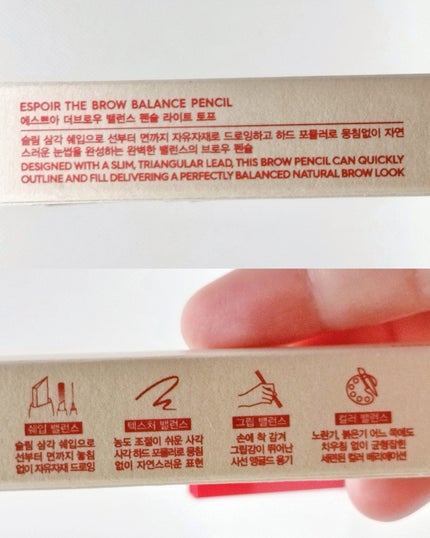 ESPOIR THE BROW BALANCE PENCIL
에스쁘아 더브로우 밸런스 펜슬 라이트 토프
슬림 삼각 쉐입으로 선부터 면까지 자유자재로 드로잉하고 하드 포뮬러로 뭉침없이 자연
스러운 눈썹을 완성하는 완벽한 밸런스의 브로우 펜슬
DESIGNED WITH A SLIM, TRIANGULAR LEAD, THIS BROW PENCIL CAN QUICKLY
OUTLINE AND FILL DELIVERING A PERFECTLY BALANCED NATURAL BROW LOOK
쉐입 밸런스
슬림 삼각 쉐입으로
선부터 면까지 놓침
없이 자유자재 드로잉
텍스처 밸런스
농도 조절이 쉬운 사각
사각 하드 포뮬러로 뭉침
없이 자연스러운 표현
그립 밸런스
손에 착 감겨
그립감이 뛰어난
사선 앵글드 용기
컬러 밸런스
노란기, 붉은기 어느 쪽에도
치우침 없이 균형잡힌
세련된 컬러 베리에이션